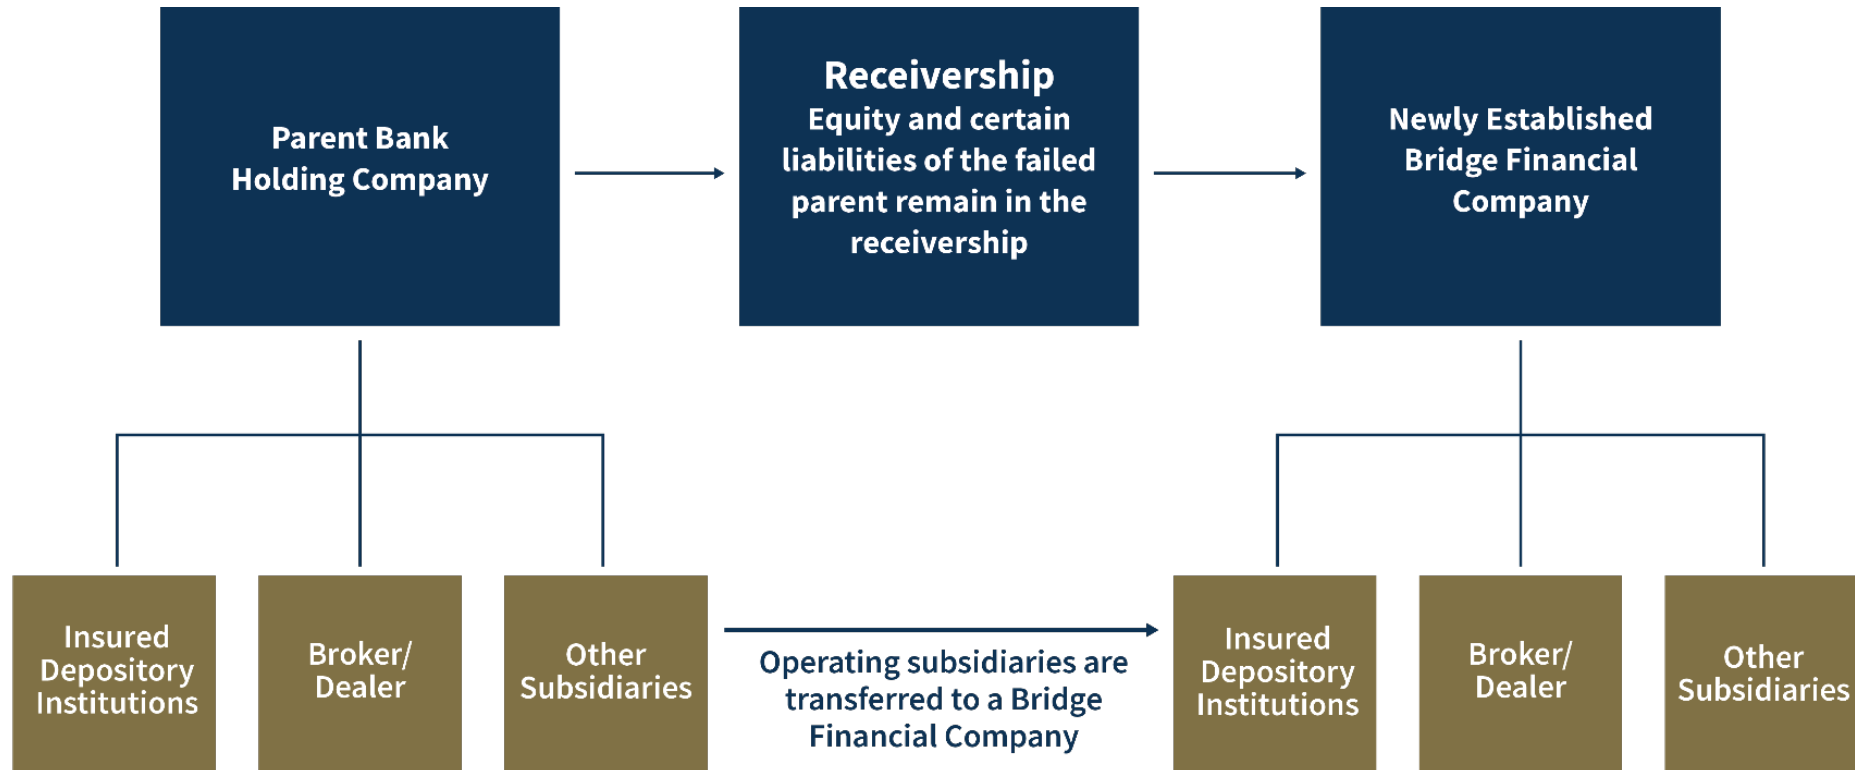 Parent Bank
Holding Company
Receivership
Equity and certain
liabilities of the failed
parent remain in the
receivership
Newly Established
Bridge Financial
Company
Insured
Depository
Institutions
Broker/
Dealer
Other
Subsidiaries
Operating subsidiaries are
transferred to a Bridge
Financial Company
Insured
Depository
Institutions
Broker/
Dealer
Other
Subsidiaries